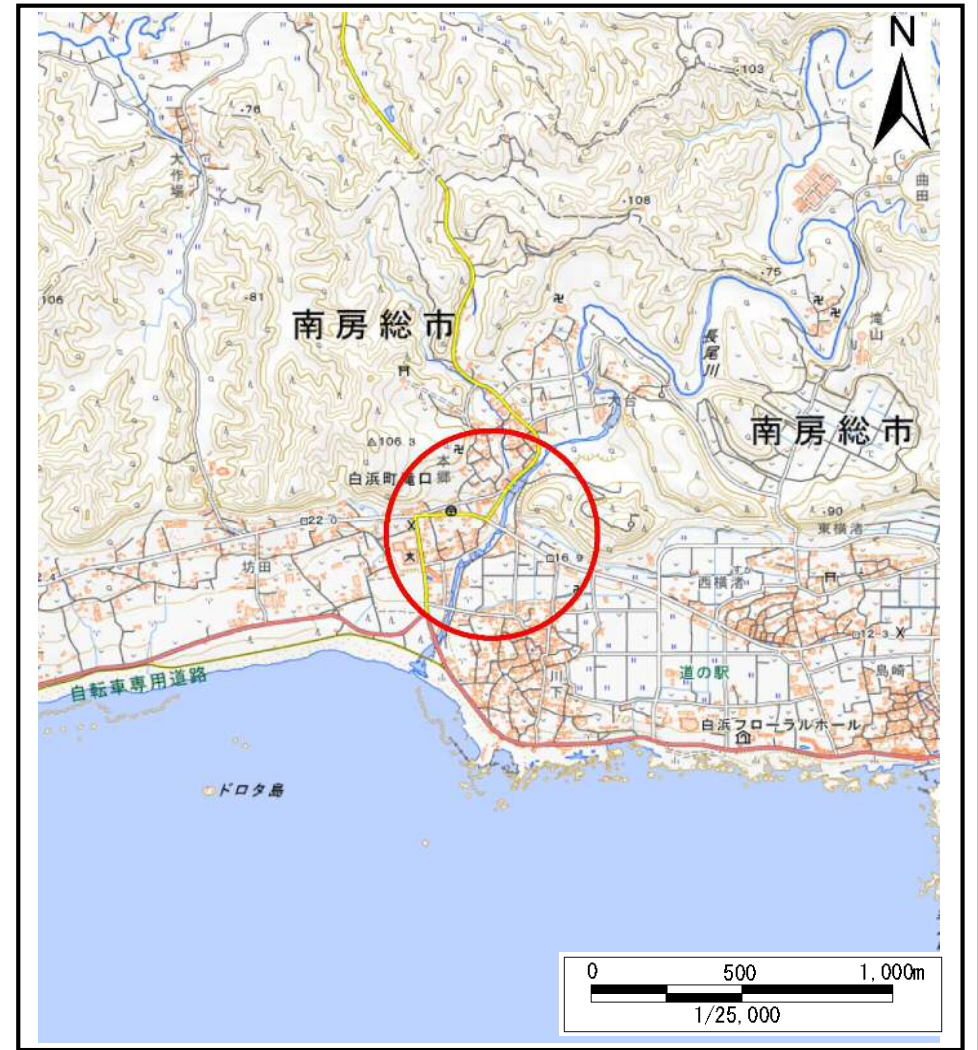 N
103
76
大作場
曲田
108
75
106
81
南房総市
長尾川
滝山
大台
南房総市
106.3
本郷
白浜町滝口
22.0
90
東横渚
16.9
坊田
2.4
西横渚
すか
12.3
自転車専用道路
道の駅
島崎
川下
白浜フローラルホール
ドロタ島
0 500 1,000m
1/25,000